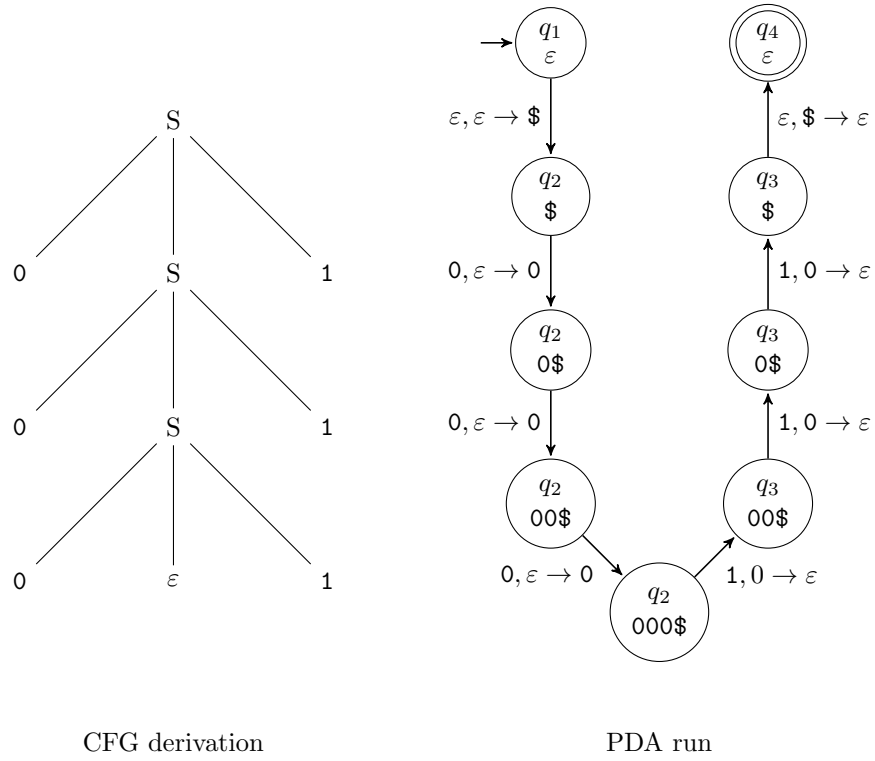 S
0 S 1
0 S 1
0 ε 1
CFG derivation
q₁
ε
ε, ε → $
q₂
$
0, ε → 0
q₂
0$
0, ε → 0
q₂
00$
0, ε → 0
q₂
000$
1, 0 → ε
q₃
00$
1, 0 → ε
q₃
0$
1, 0 → ε
q₃
$
ε, $ → ε
q₄
ε
PDA run